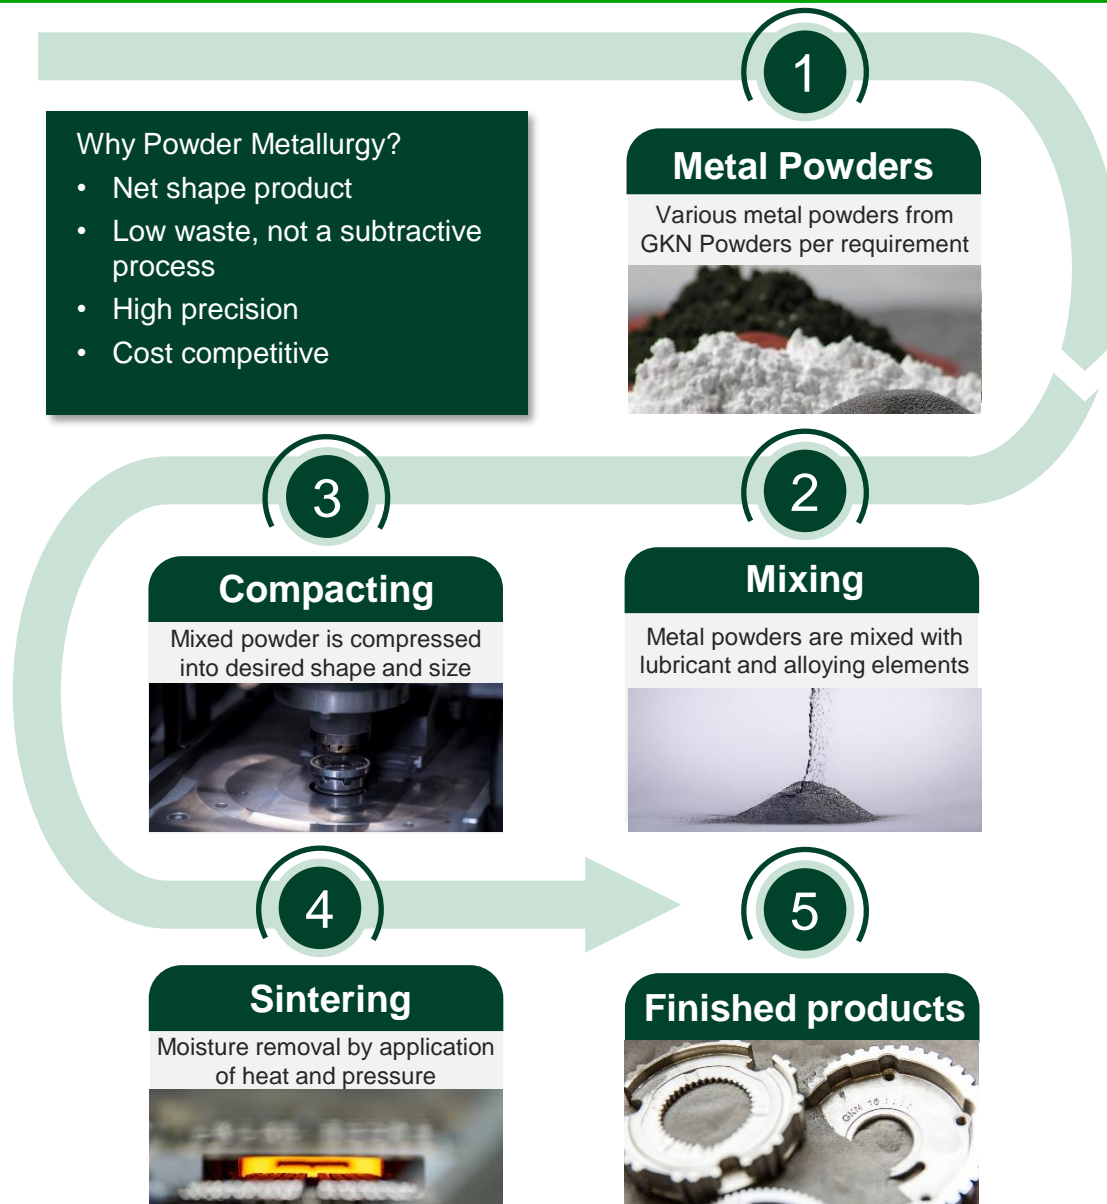 1
Why Powder Metallurgy?
• Net shape product
• Low waste, not a subtractive
process
• High precision
• Cost competitive
Metal Powders
Various metal powders from
GKN Powders per requirement
2
Mixing
Metal powders are mixed with
lubricant and alloying elements
3
Compacting
Mixed powder is compressed
into desired shape and size
4
Sintering
Moisture removal by application
of heat and pressure
5
Finished products
GKN 16